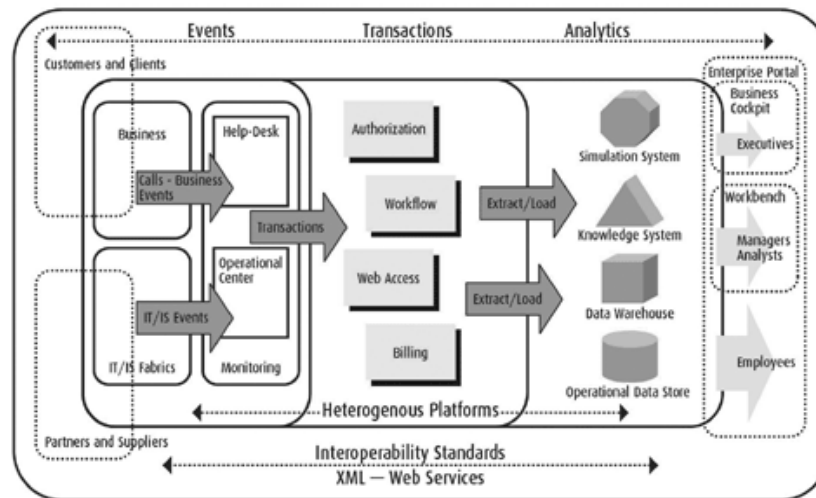 Events
Transactions
Analytics
Customers and Clients
Enterprise Portal
Business
Cockpit
Executives
Workbench
Managers
Analysts
Employees
Business
Help-Desk
Calls - Business
Events
Transactions
Operational
Center
IT/IS Events
IT/IS Fabrics
Monitoring
Authorization
Workflow
Web Access
Billing
Extract/Load
Extract/Load
Simulation System
Knowledge System
Data Warehouse
Operational Data Store
Heterogenous Platforms
Partners and Suppliers
Interoperability Standards
XML — Web Services